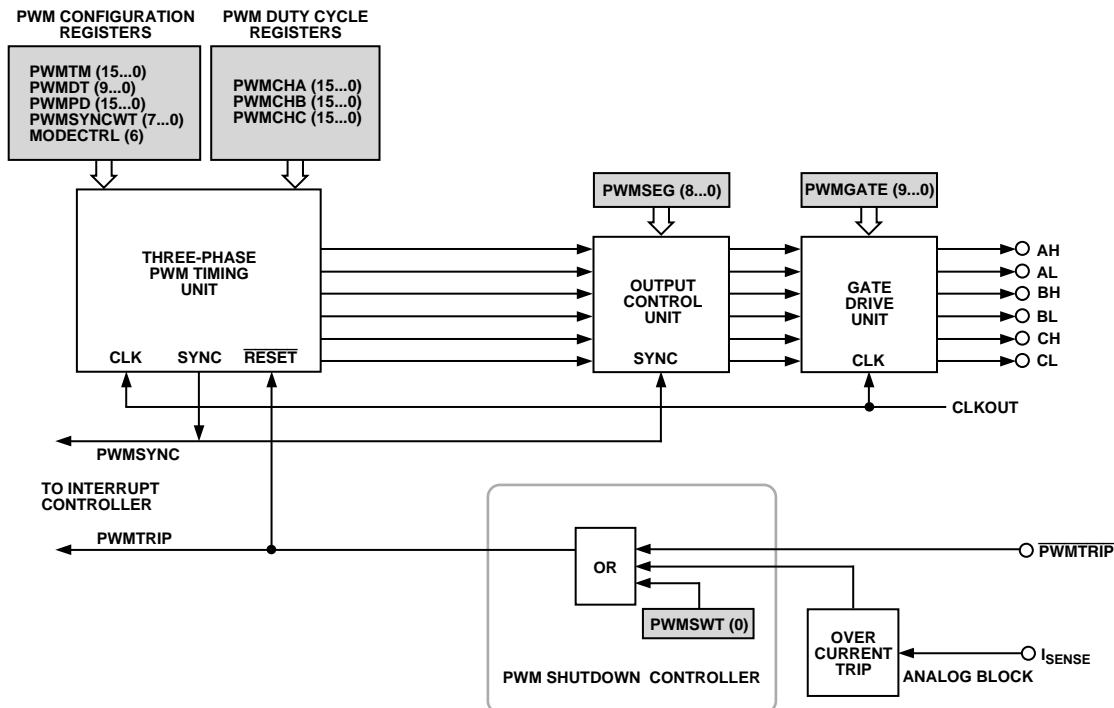 PWM CONFIGURATION
REGISTERS
PWM DUTY CYCLE
REGISTERS
PWMTM (15...0)
PWMDT (9...0)
PWMPD (15...0)
PWMSYNCWT (7...0)
MODECTRL (6)
PWMCHA (15...0)
PWMCHB (15...0)
PWMCHC (15...0)
PWMSEG (8...0)
PWMGATE (9...0)
THREE-PHASE
PWM TIMING
UNIT
CLK
SYNC
RESET
OUTPUT
CONTROL
UNIT
SYNC
GATE
DRIVE
UNIT
CLK
AH
AL
BH
BL
CH
CL
CLKOUT
PWMSYNC
TO INTERRUPT
CONTROLLER
PWMTRIP
OR
PWMTRIP
PWMSWT (0)
OVER
CURRENT
TRIP
ISENSE
PWM SHUTDOWN CONTROLLER
ANALOG BLOCK